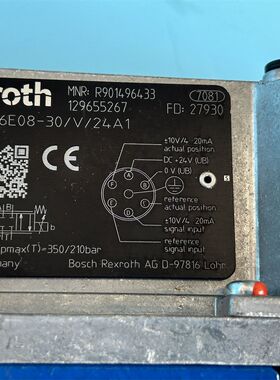 roth
MNR: R901496433
7081
129655267
FD: 27930
6E08-30/V/24A1
CE
±10V/4 20mA
actual position
DC +24V (UB)
0 V (UB)
reference
actual position
F A
E B
D C
reference
signal input
±10V/4 20mA
signal input
pmax(T)=350/210bar
many
Bosch Rexroth AG D-97816 Lohr